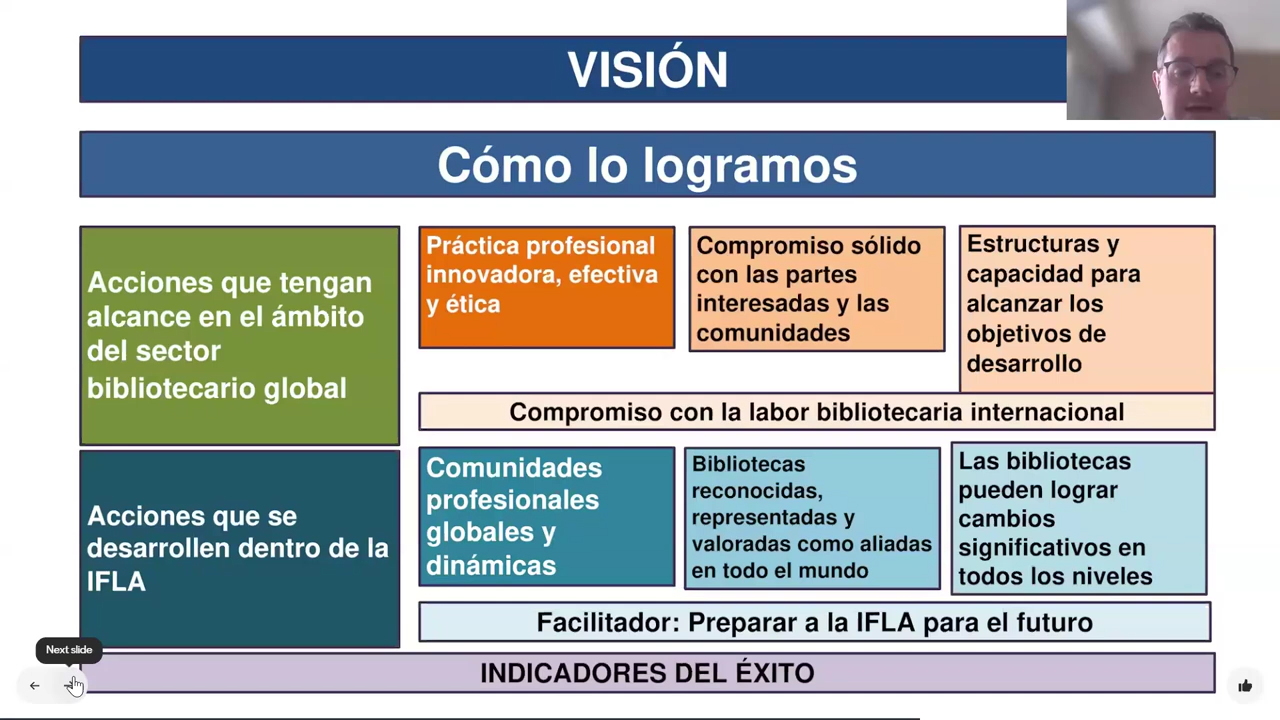 VISIÓN
Cómo lo logramos
Acciones que tengan
alcance en el ámbito
del sector
bibliotecario global
Práctica profesional
innovadora, efectiva
y ética
Compromiso sólido
con las partes
interesadas y las
comunidades
Estructuras y
capacidad para
alcanzar los
objetivos de
desarrollo
Compromiso con la labor bibliotecaria internacional
Acciones que se
desarrollen dentro de la
IFLA
Comunidades
profesionales
globales y
dinámicas
Bibliotecas
reconocidas,
representadas y
valoradas como aliadas
en todo el mundo
Las bibliotecas
pueden lograr
cambios
significativos en
todos los niveles
Facilitador: Preparar a la IFLA para el futuro
Next slide
INDICADORES DEL ÉXITO